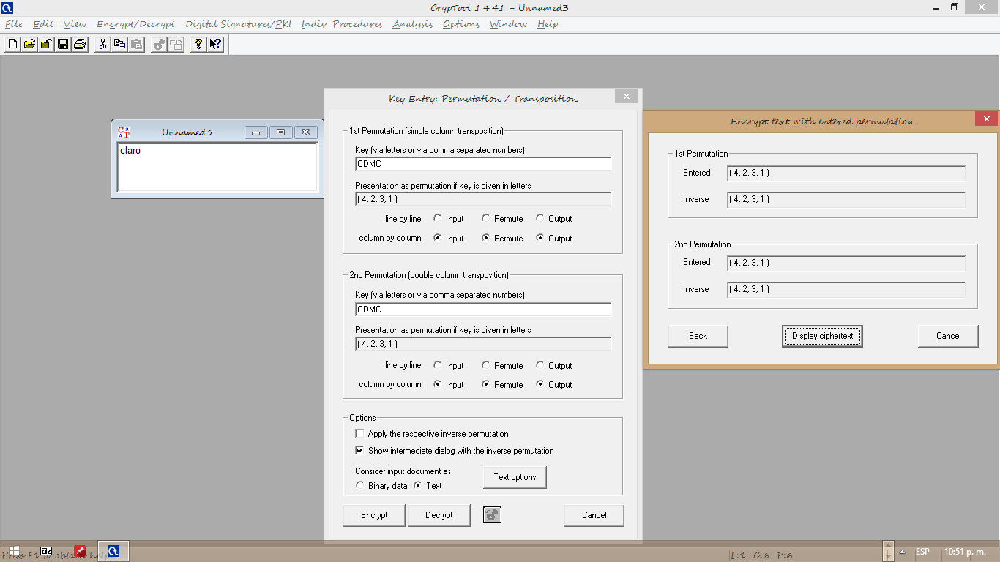 CrypTool 1.4.41 - Unnamed3
File Edit View Encrypt/Decrypt Digital Signatures/PKI Indiv. Procedures Analysis Options Window Help
Unnamed3
claro
Key Entry: Permutation / Transposition
1st Permutation (simple column transposition)
Key (via letters or via comma separated numbers)
ODMC
Presentation as permutation if key is given in letters
( 4, 2, 3, 1 )
line by line: Input Permute Output
column by column: Input Permute Output
2nd Permutation (double column transposition)
Key (via letters or via comma separated numbers)
ODMC
Presentation as permutation if key is given in letters
( 4, 2, 3, 1 )
line by line: Input Permute Output
column by column: Input Permute Output
Options
Apply the respective inverse permutation
Show intermediate dialog with the inverse permutation
Consider input document as
Binary data Text
Text options
Encrypt Decrypt Cancel
Encrypt text with entered permutation
1st Permutation
Entered ( 4, 2, 3, 1 )
Inverse ( 4, 2, 3, 1 )
2nd Permutation
Entered ( 4, 2, 3, 1 )
Inverse ( 4, 2, 3, 1 )
Back Display ciphertext Cancel
Press F1 to obtain help
L:1 C:6 P:6
ESP 10:51 p. m.